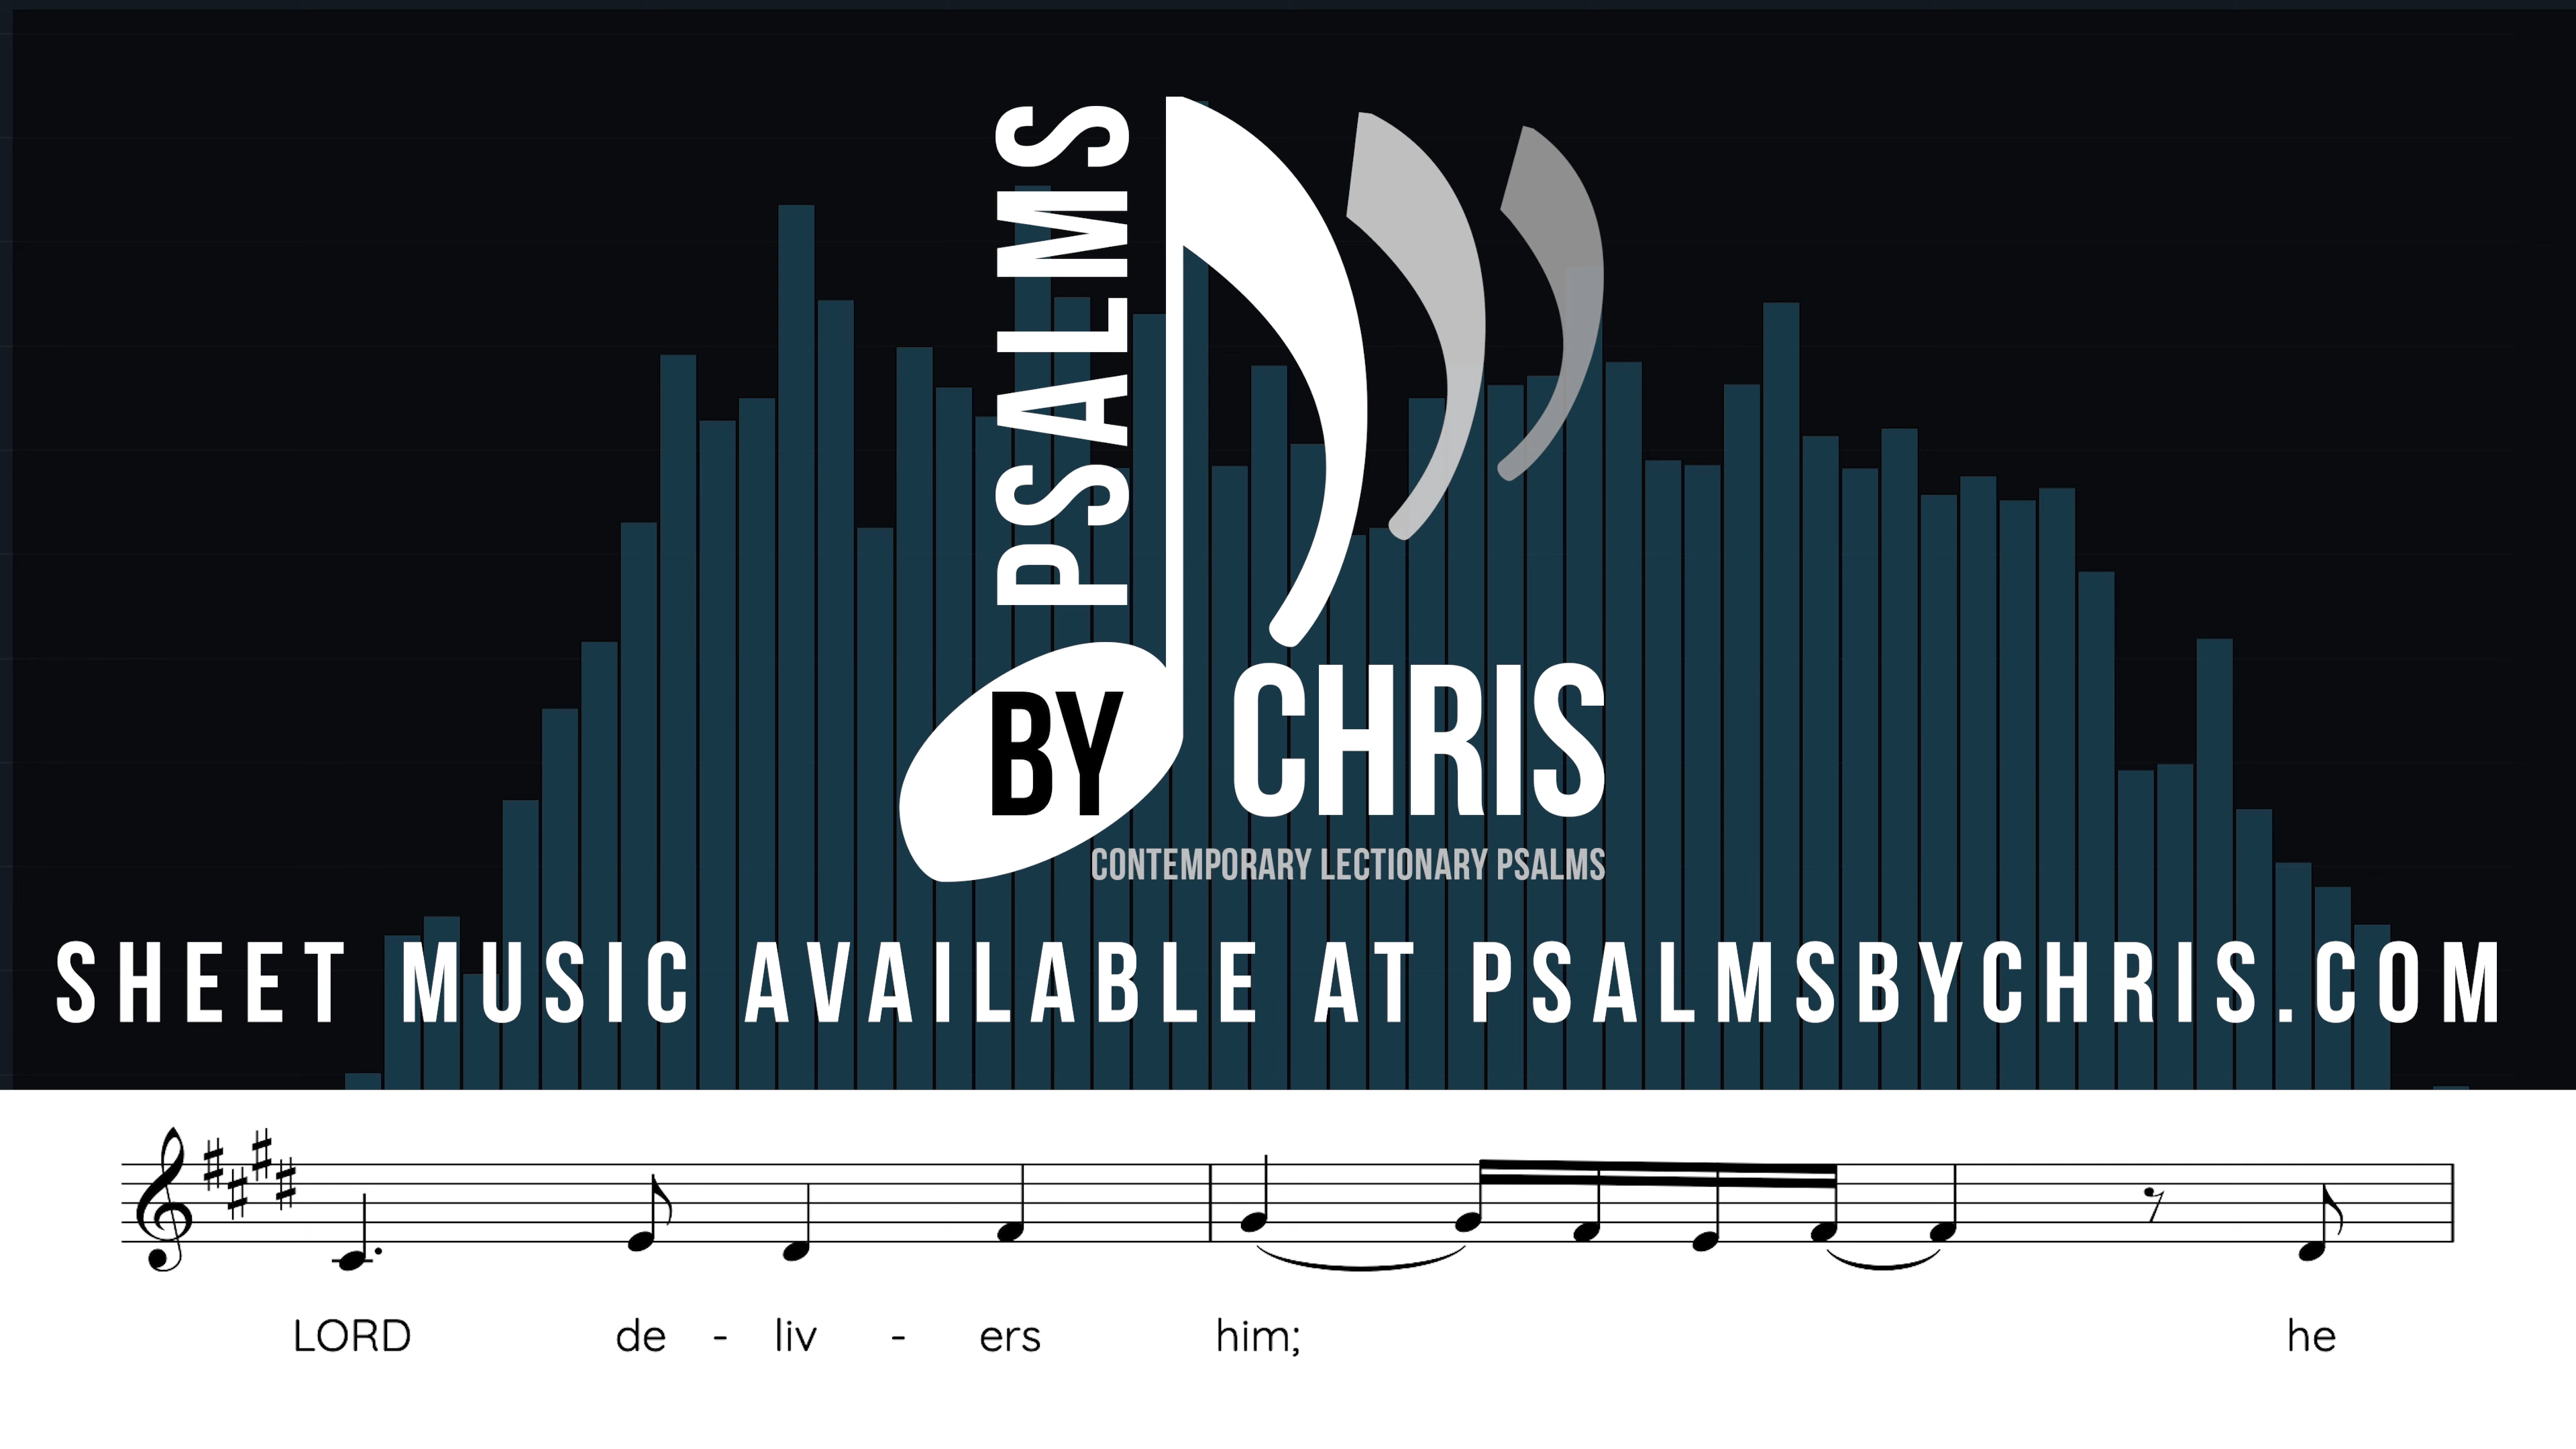 PSALMS
BY CHRIS
CONTEMPORARY LECTIONARY PSALMS
SHEET MUSIC AVAILABLE AT PSALMSBYCHRIS.COM
LORD de - liv - ers him; he